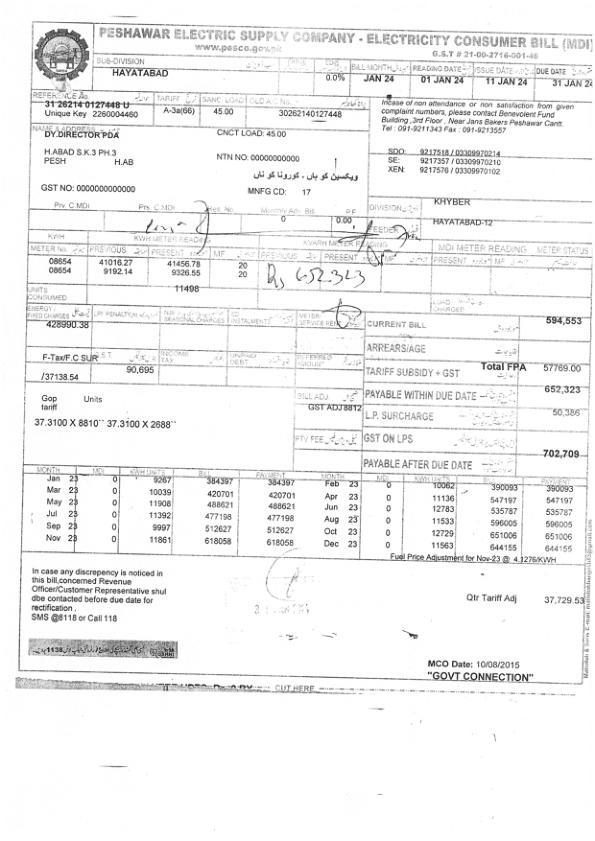 PESHAWAR ELECTRIC SUPPLY COMPANY - ELECTRICITY CONSUMER BILL (MDI)
www.pesco.gov.pk
G.S.T # 21-00-2716-001-46
SUB-DIVISION
HAYATABAD
0.0%
BILL MONTH
JAN 24
READING DATE
01 JAN 24
ISSUE DATE
11 JAN 24
DUE DATE
31 JAN 24
REFERENCE No.
31 26214 0127448 U
Unique Key 2260004460
TARIFF
A-3a(66)
SANC. LOAD
45.00
OLD A/C No.
30262140127448
Incase of non attendance or non satisfaction from given
complaint numbers, please contact Benevolent Fund
Building ,3rd Floor , Near Jans Bakers Peshawar Cantt.
Tel : 091-9211343 Fax : 091-9213557
NAME & ADDRESS
DY.DIRECTOR PDA
CNCT LOAD: 45.00
H.ABAD S.K.3 PH.3
PESH H.AB
NTN NO: 00000000000
SDO: 9217518 / 03309970214
SE: 9217357 / 03309970210
XEN: 9217576 / 03309970102
ویکسین کو ہاں ، کورونا کو ناں
GST NO: 0000000000000
MNFG CD: 17
DIVISION
KHYBER
FEEDER
HAYATABAD-12
Prv. C.MDI
Prs. C.MDI
Res. No.
Monthly Adv. Bill
0
P.F.
0.00
KWH
KWH METER READING
KVARH METER READING
MDI METER READING
METER STATUS
METER No.
PREVIOUS
PRESENT
MF
PREVIOUS
PRESENT
MF
PRESENT
MF
08654 41016.27 41456.78 20
08654 9192.14 9326.55 20
Rs 652,323
UNITS
CONSUMED
11498
ENERGY/
FIXED CHARGES
428990.38
LPF PENALTION
SEASONAL CHARGES
INSTALMENTS
METER
SERVICE RENT
CURRENT BILL
594,553
ARREARS/AGE
F-Tax/F.C SUR
/37138.54
G.S.T.
90,695
INCOME
TAX
DEBT
DEFERRED
AMOUNT
Total FPA
TARIFF SUBSIDY + GST
57769.00
PAYABLE WITHIN DUE DATE
652,323
BILL ADJ
GST ADJ 8812
L.P. SURCHARGE
50,386
Gop
tariff
Units
37.3100 X 8810`` 37.3100 X 2688``
PTV FEE
GST ON LPS
PAYABLE AFTER DUE DATE
702,709
MONTH MDI KWH UNITS BILL PAYMENT MONTH MDI KWH UNITS PAYMENT
Jan 23 0 9267 384397 384397 Feb 23 0 10062 390093 390093
Mar 23 0 10039 420701 420701 Apr 23 0 11136 547197 547197
May 23 0 11908 488621 488621 Jun 23 0 12783 535787 535787
Jul 23 0 11392 477198 477198 Aug 23 0 11533 596005 596005
Sep 23 0 9997 512627 512627 Oct 23 0 12729 651006 651006
Nov 23 0 11861 618058 618058 Dec 23 0 11563 644155 644155
Fuel Price Adjustment for Nov-23 @ 4.1276/KWH
In case any discrepency is noticed in
this bill,concerned Revenue
Officer/Customer Representative shul
dbe contacted before due date for
rectification .
SMS @8118 or Call 118
Qtr Tariff Adj 37,729.53
MCO Date: 10/08/2015
"GOVT CONNECTION"
CUT HERE